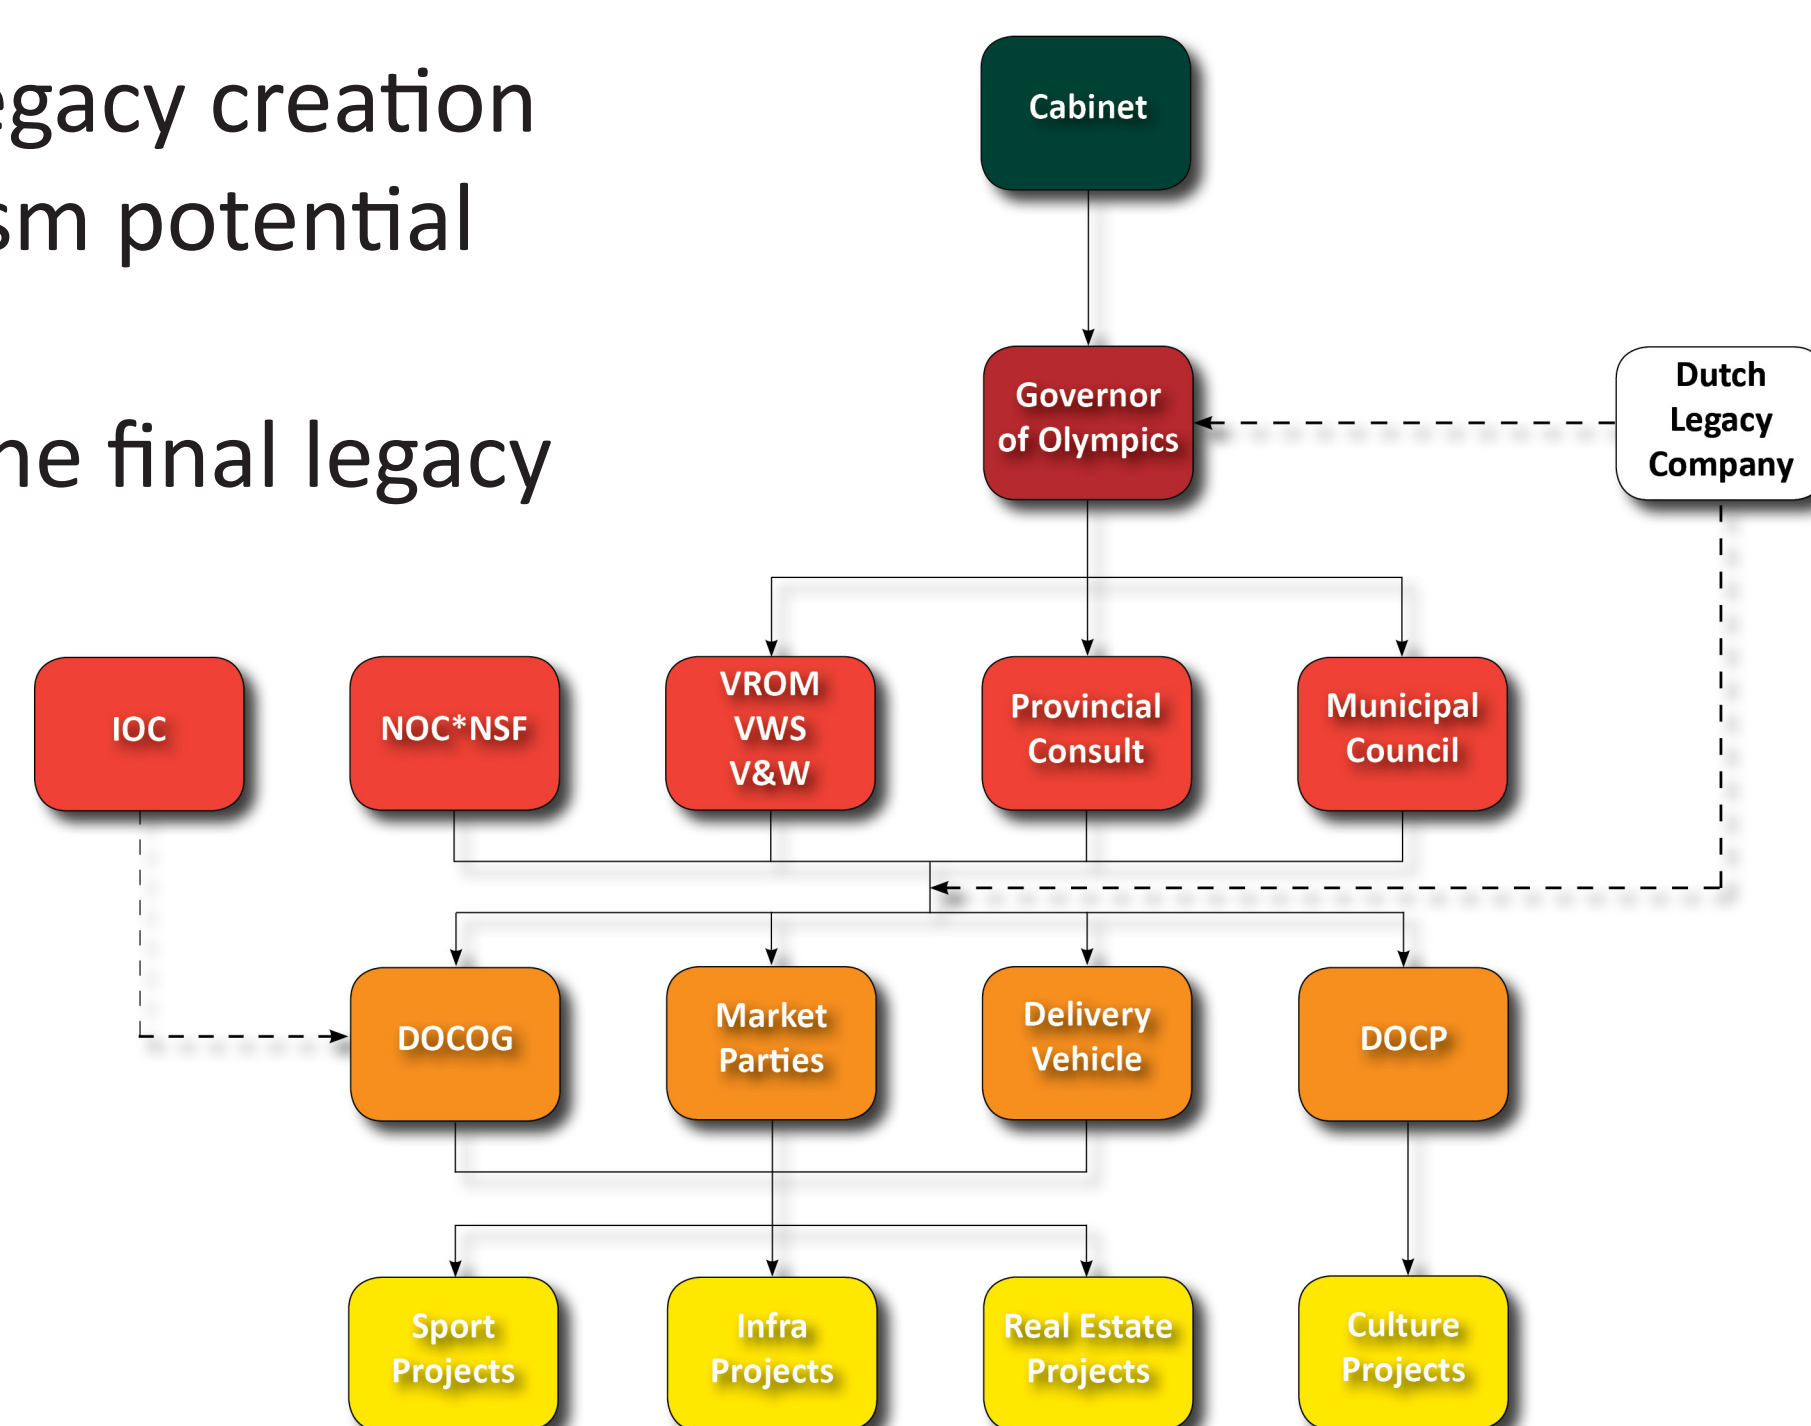 egacy creation
sm potential
ne final legacy
Cabinet
Governor
of Olympics
Dutch
Legacy
Company
IOC
NOC*NSF
VROM
VWS
V&W
Provincial
Consult
Municipal
Council
DOCOG
Market
Parties
Delivery
Vehicle
DOCP
Sport
Projects
Infra
Projects
Real Estate
Projects
Culture
Projects